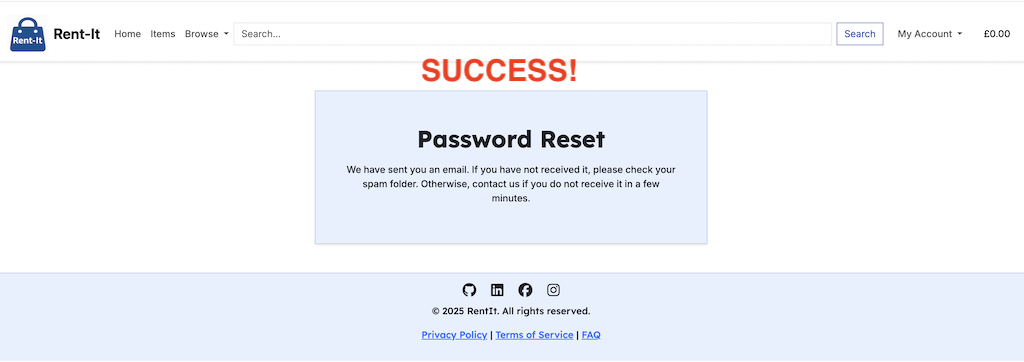 Rent-It
Rent-It
Home
Items
Browse
Search...
Search
My Account
£0.00
SUCCESS!
Password Reset
We have sent you an email. If you have not received it, please check your
spam folder. Otherwise, contact us if you do not receive it in a few
minutes.
© 2025 RentIt. All rights reserved.
Privacy Policy | Terms of Service | FAQ